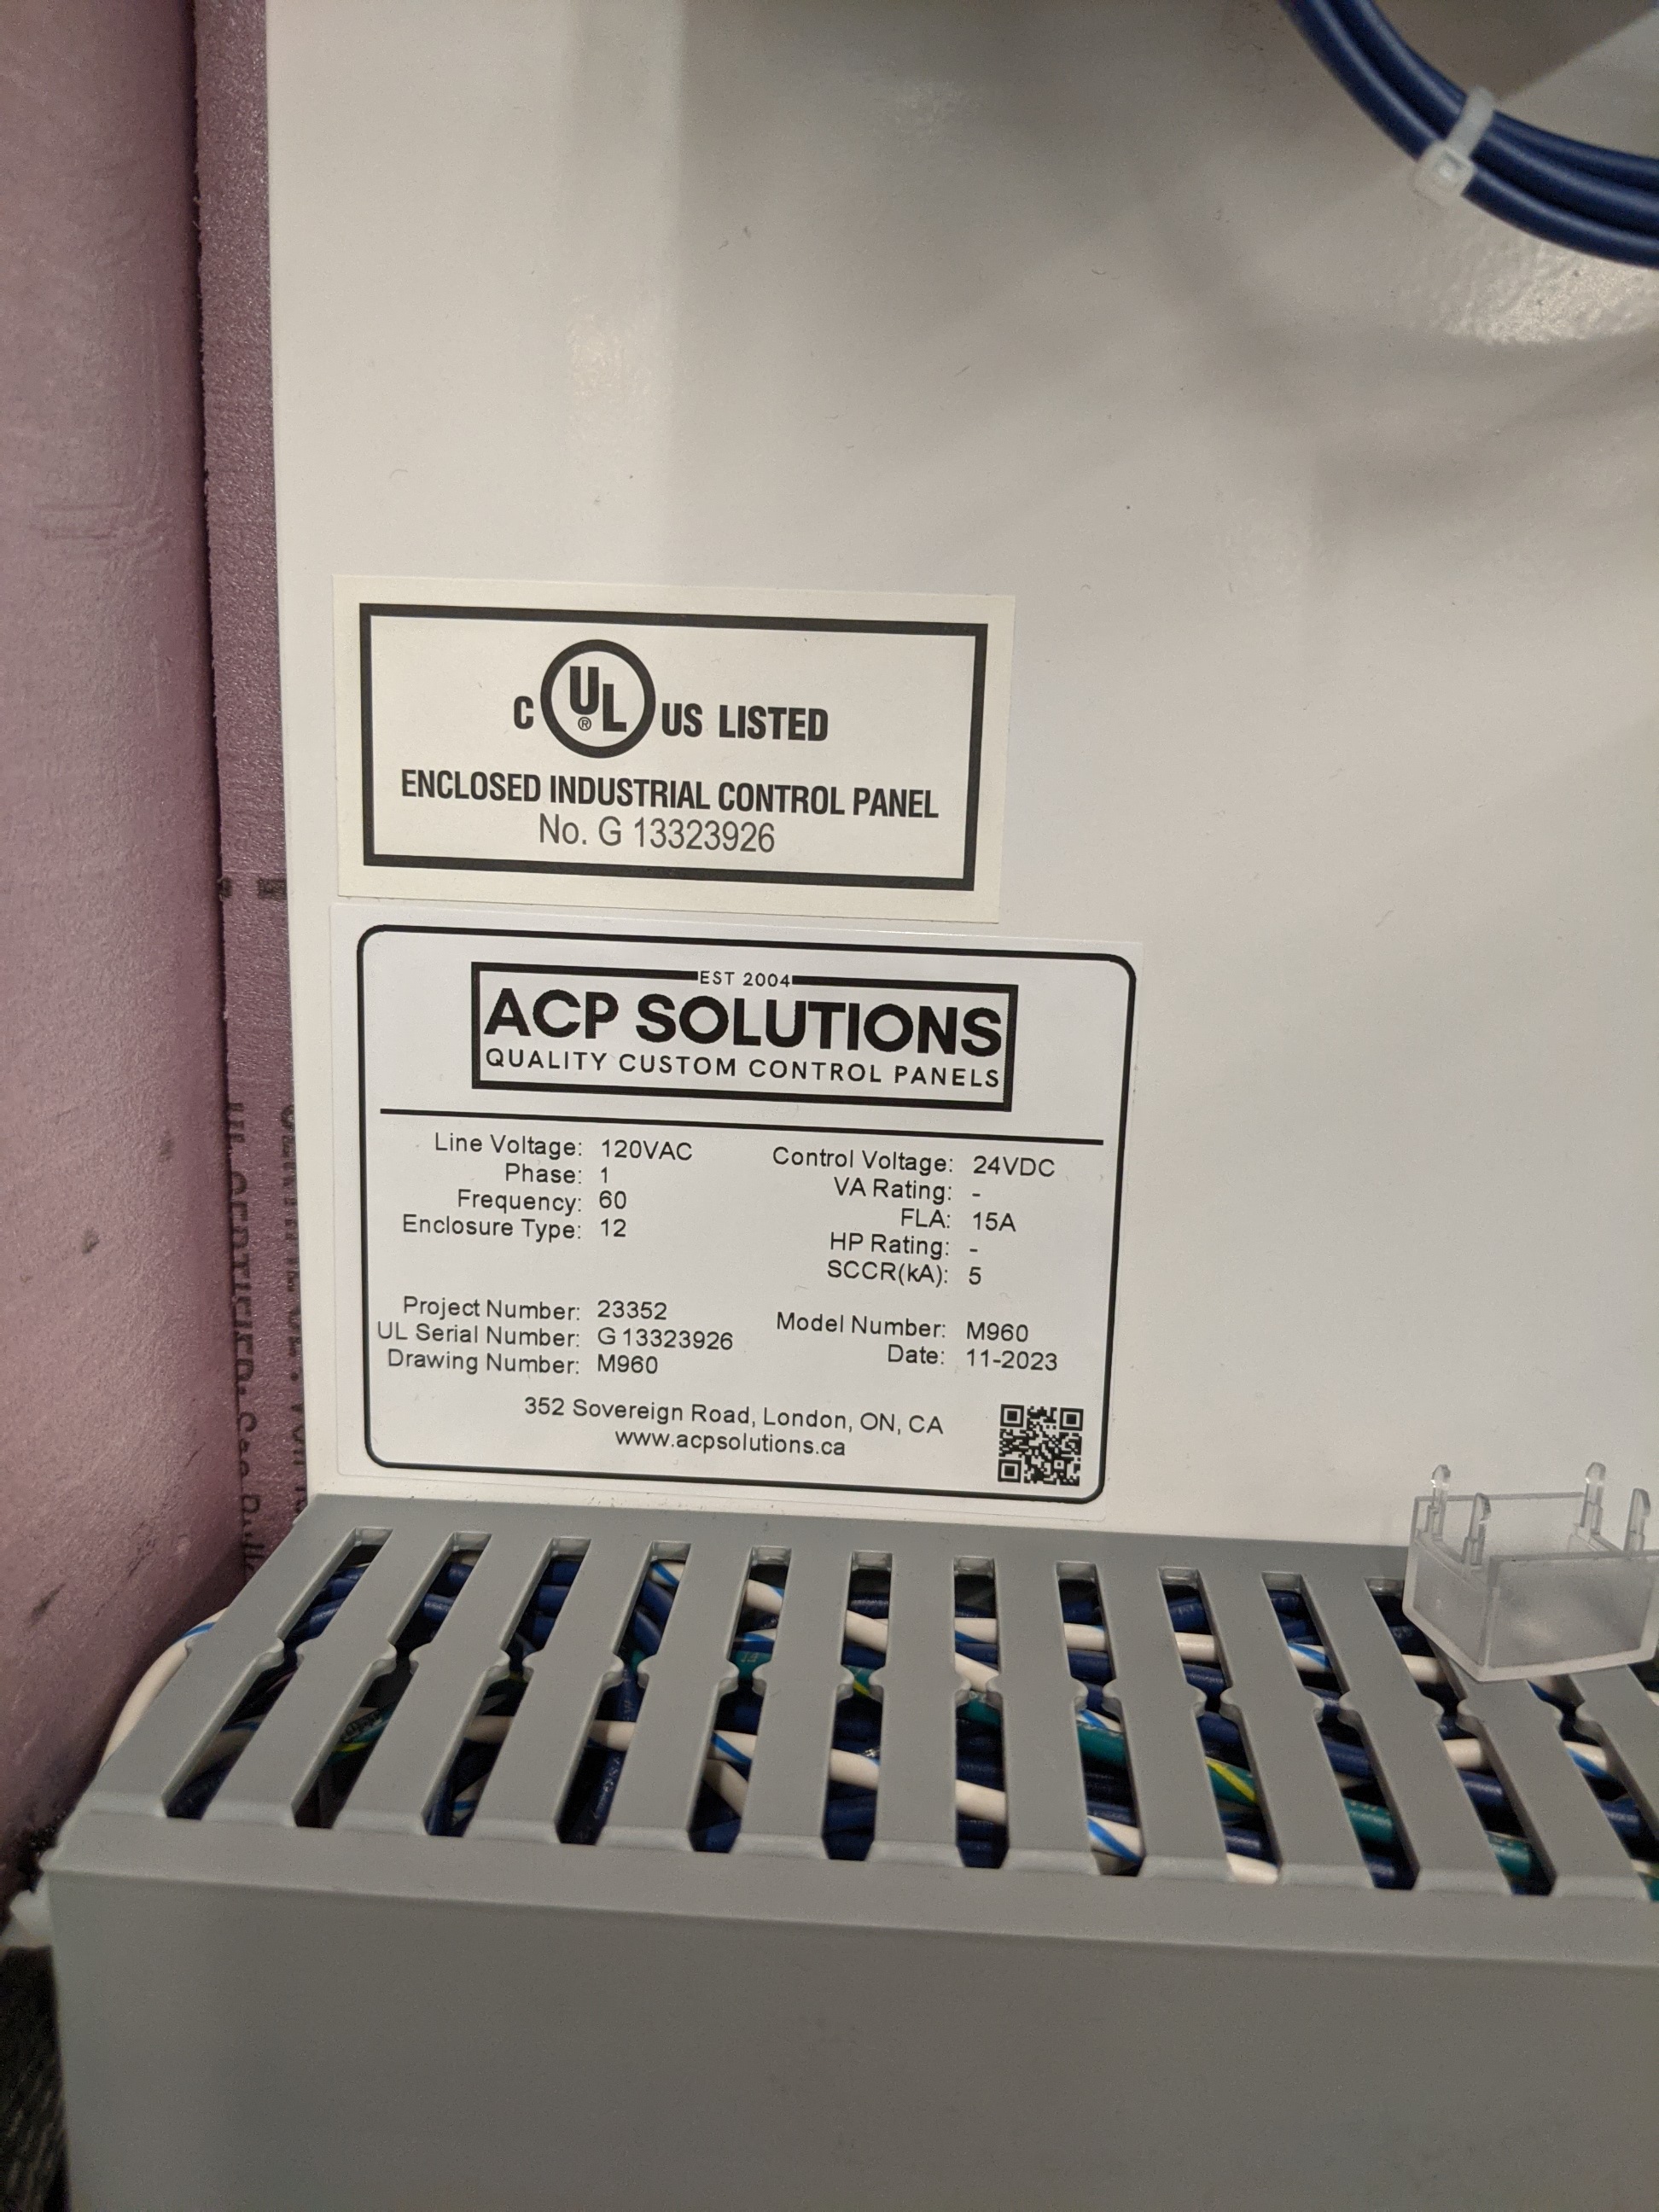 C UL® US LISTED
ENCLOSED INDUSTRIAL CONTROL PANEL
No. G 13323926
EST 2004
ACP SOLUTIONS
QUALITY CUSTOM CONTROL PANELS
Line Voltage: 120VAC
Phase: 1
Frequency: 60
Enclosure Type: 12
Control Voltage: 24VDC
VA Rating: -
FLA: 15A
HP Rating: -
SCCR(kA): 5
Project Number: 23352
UL Serial Number: G 13323926
Drawing Number: M960
Model Number: M960
Date: 11-2023
352 Sovereign Road, London, ON, CA
www.acpsolutions.ca